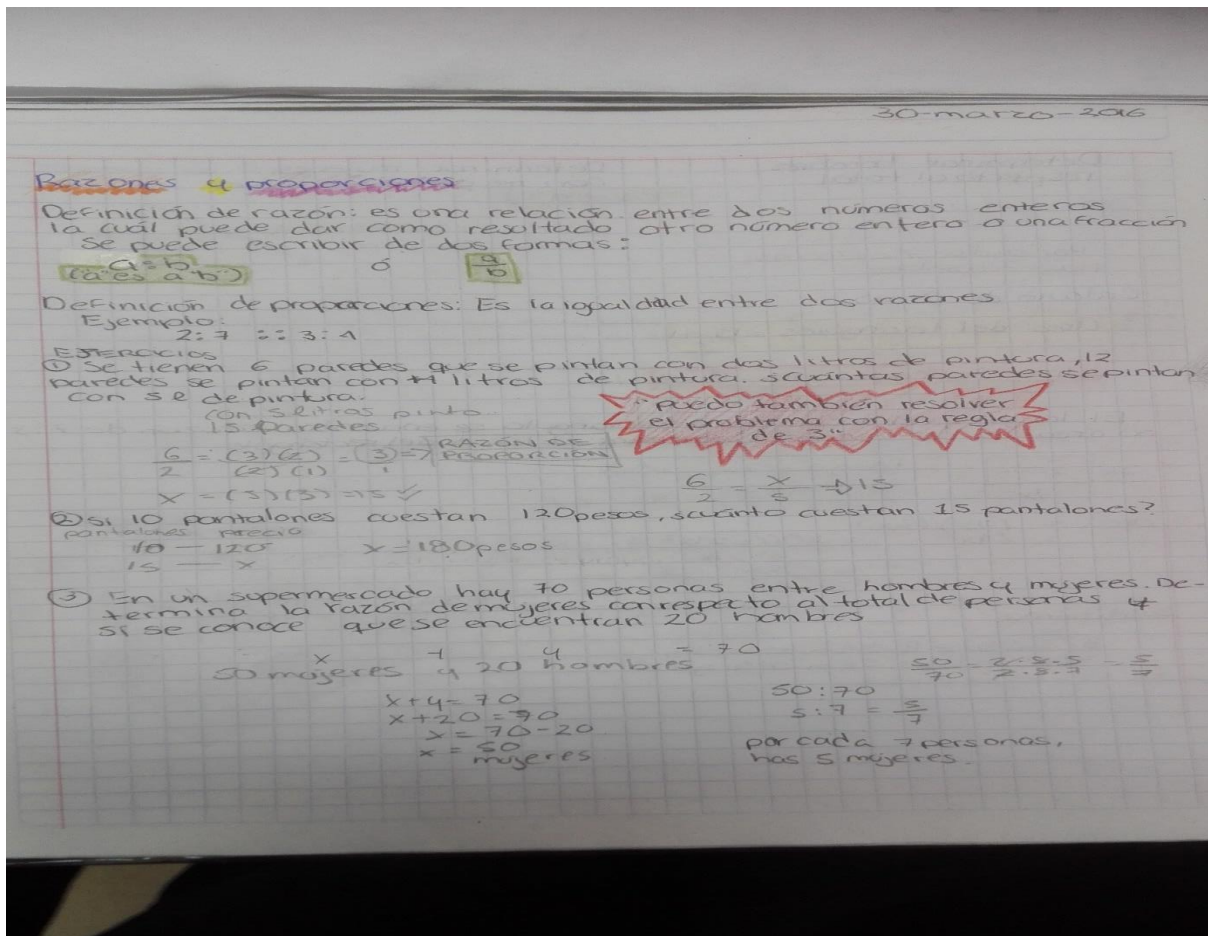 30-marzo-2016
Razones y proporciones
Definición de razón: es una relación entre dos números enteros
la cuál puede dar como resultado otro número entero o una fracción
Se puede escribir de dos formas:
a=b ó a/b
(a "es a b")
Definición de proporciones: Es la igualdad entre dos razones
Ejemplo:
2:7 :: 3:4
EJERCICIOS
① Se tienen 6 paredes que se pintan con dos litros de pintura, 12
paredes se pintan con 4 litros de pintura. ¿cuántas paredes se pintan
con 5l de pintura.
con 5 litros pinto
15 paredes
"Puedo también resolver
el problema con la regla
de 3"
6/2 = (3)(2)/(2)(1) = (3)/1 => RAZÓN DE PROPORCIÓN
x = (3)(5) = 15 ✓
6/2 = x/5 → 15
② Si 10 pantalones cuestan 120 pesos, ¿cuánto cuestan 15 pantalones?
pantalones precio
10 — 120 x = 180 pesos
15 — x
③ En un supermercado hay 70 personas entre hombres y mujeres. De-
termina la razón de mujeres con respecto al total de personas y
si se conoce que se encuentran 20 hombres
x + y = 70
50 mujeres y 20 hombres
x+y=70
x+20=70
x = 70-20
x = 50
mujeres
50/70 = 2·5·5/2·5·7 = 5/7
50:70
5:7 = 5/7
por cada 7 personas,
has 5 mujeres.